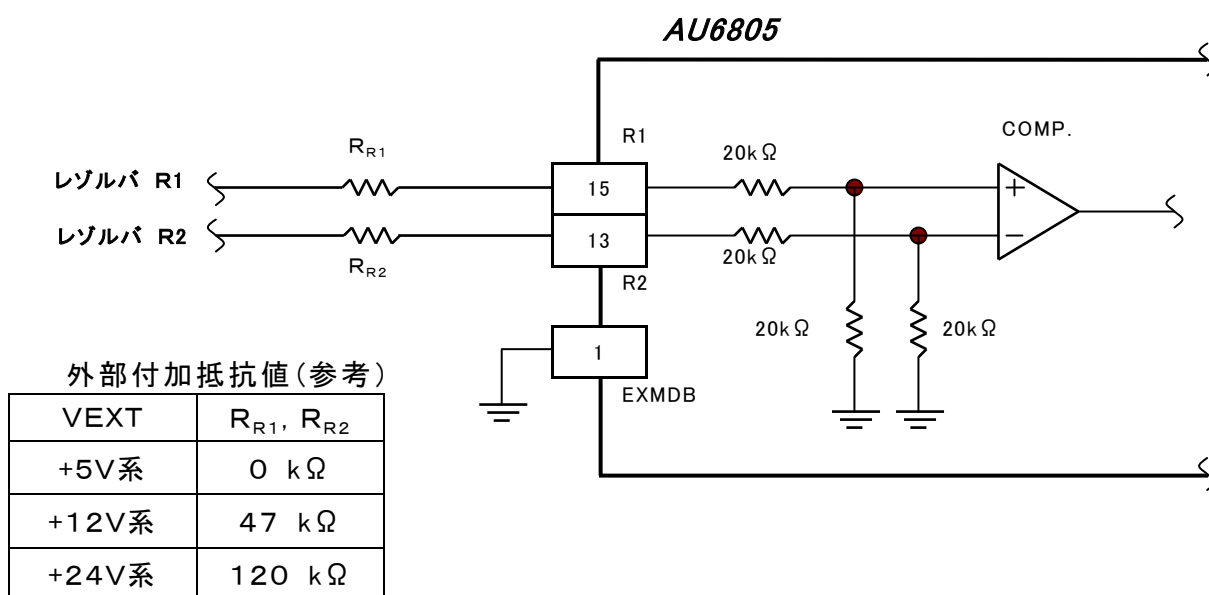 AU6805
R1
COMP.
R_R1
20kΩ
レゾルバ R1
15
+
レゾルバ R2
13
−
R_R2
20kΩ
R2
20kΩ
20kΩ
1
EXMDB
外部付加抵抗値(参考)
VEXT R_R1, R_R2
+5V系 0 kΩ
+12V系 47 kΩ
+24V系 120 kΩ